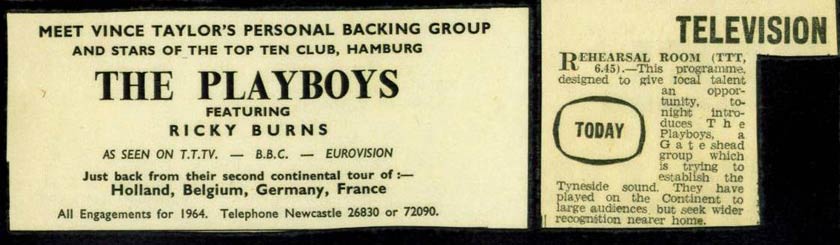 MEET VINCE TAYLOR'S PERSONAL BACKING GROUP
AND STARS OF THE TOP TEN CLUB, HAMBURG
THE PLAYBOYS
FEATURING
RICKY BURNS
AS SEEN ON T.T.TV. — B.B.C. — EUROVISION
Just back from their second continental tour of :—
Holland, Belgium, Germany, France
All Engagements for 1964. Telephone Newcastle 26830 or 72090.
TELEVISION
REHEARSAL ROOM (TTT,
6.45).—This programme,
designed to give local talent
an oppor-
tunity, to-
night intro-
duces The
Playboys, a
Gateshead
group which
is trying to
establish the
TODAY
Tyneside sound. They have
played on the Continent to
large audiences but seek wider
recognition nearer home.